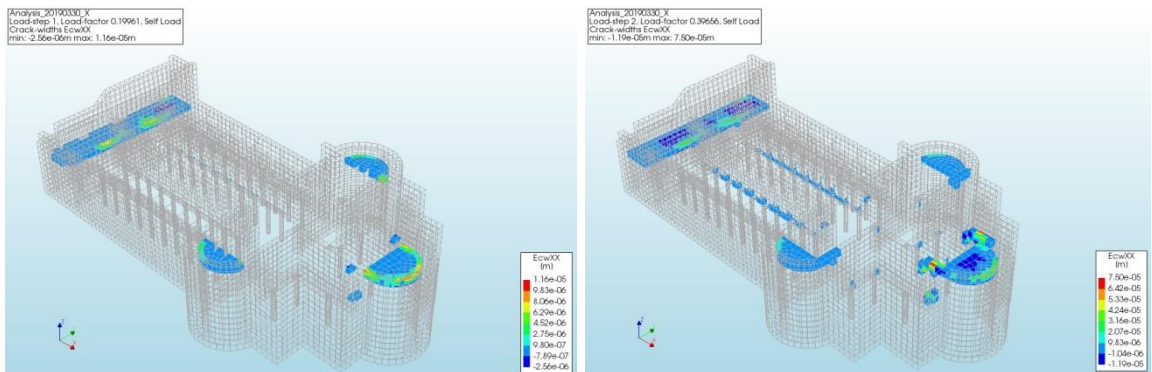 Analysis_20190330_X
Load-step 1, Load-factor 0.19961, Self Load
Crack-widths EcwXX
min: -2.56e-06m max: 1.16e-05m
EcwXX
(m)
1.16e-05
9.83e-06
8.06e-06
6.29e-06
4.52e-06
2.75e-06
9.80e-07
-7.89e-07
-2.56e-06
Z
Y
X
Analysis_20190330_X
Load-step 2, Load-factor 0.39656, Self Load
Crack-widths EcwXX
min: -1.19e-05m max: 7.50e-05m
EcwXX
(m)
7.50e-05
6.42e-05
5.33e-05
4.24e-05
3.16e-05
2.07e-05
9.83e-06
-1.04e-06
-1.19e-05
Z
Y
X